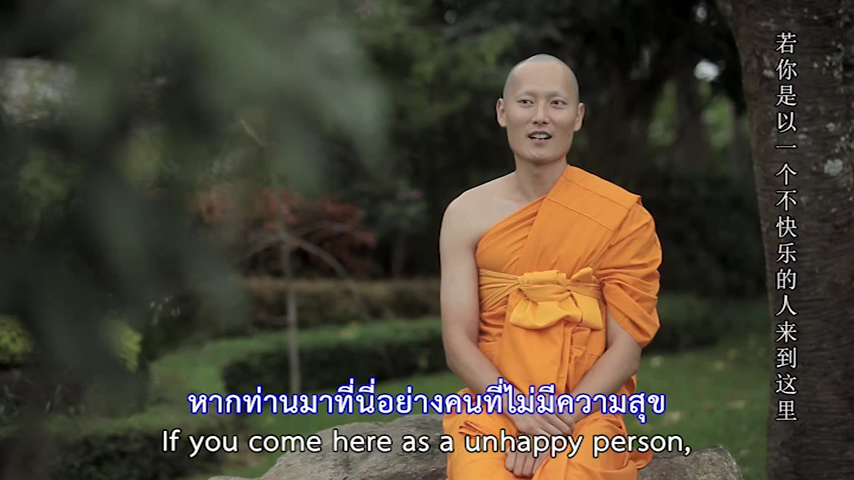 若你是以一个不快乐的人来到这里
หากท่านมาที่นี่อย่างคนที่ไม่มีความสุข
If you come here as a unhappy person,